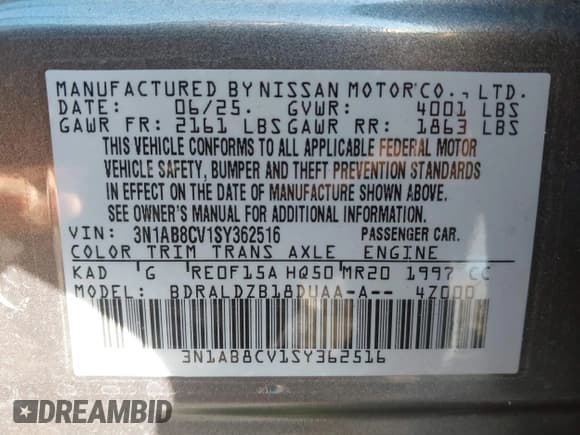 MANUFACTURED BY NISSAN MOTOR CO., LTD.
DATE: 06/25. GVWR: 4001 LBS
GAWR FR: 2161 LBS GAWR RR: 1863 LBS
THIS VEHICLE CONFORMS TO ALL APPLICABLE FEDERAL MOTOR
VEHICLE SAFETY, BUMPER AND THEFT PREVENTION STANDARDS
IN EFFECT ON THE DATE OF MANUFACTURE SHOWN ABOVE.
SEE OWNER'S MANUAL FOR ADDITIONAL INFORMATION.
VIN: 3N1AB8CV1SY362516 PASSENGER CAR.
COLOR TRIM TRANS AXLE ENGINE
KAD G RE0F15A HQ50 MR20 1997 CC
MODEL: BDRALDZB18DUAA-A-- 4Z000
3N1AB8CV1SY362516
DREAMBID